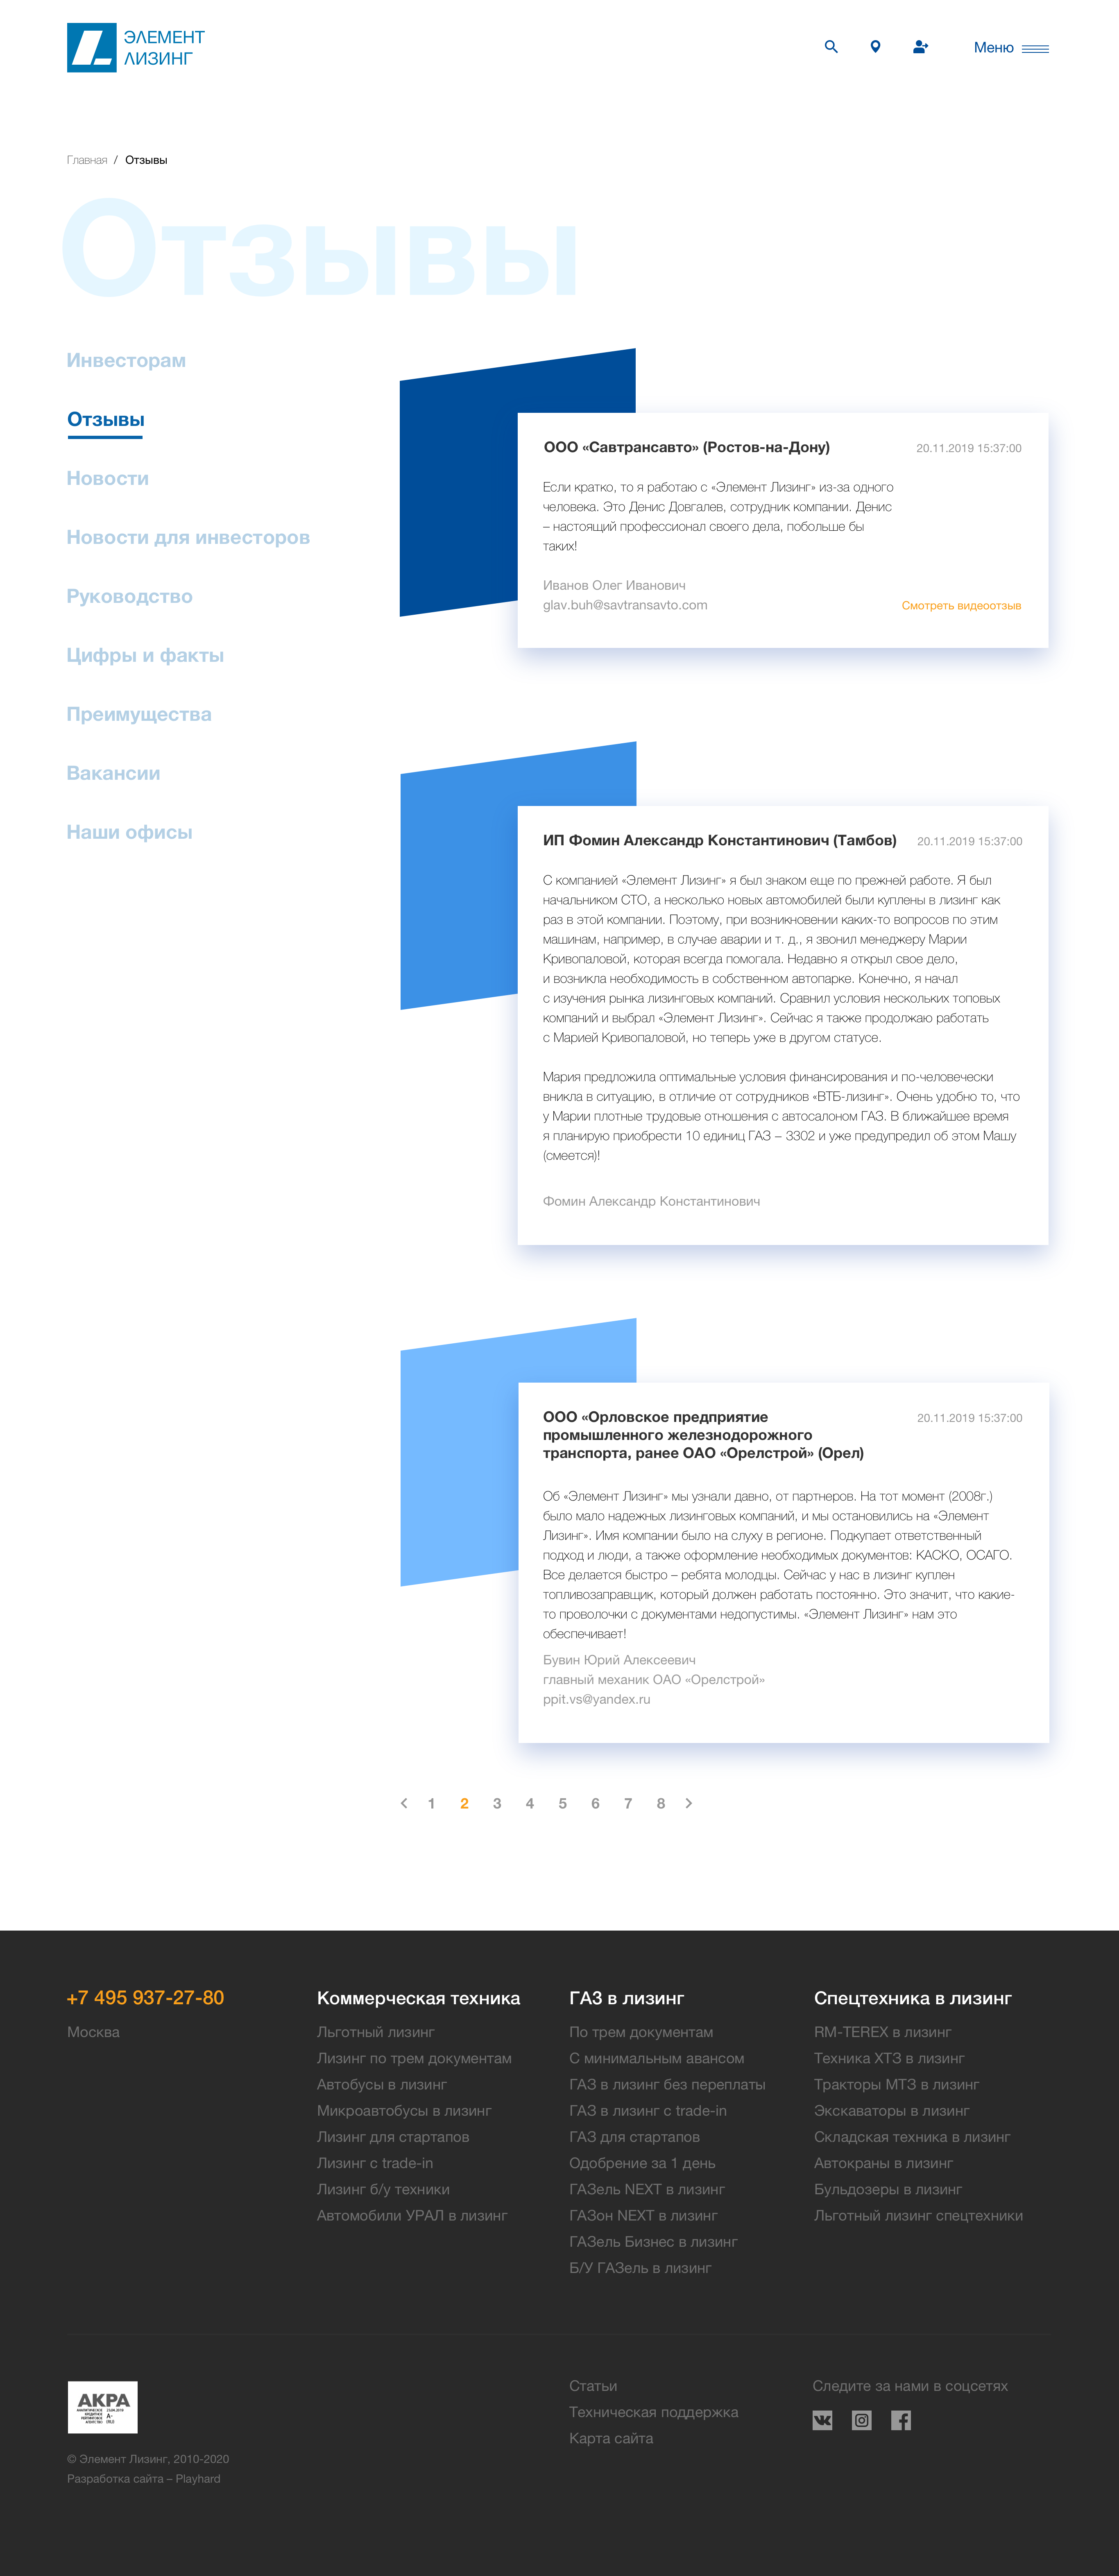 ЭЛЕМЕНТ
ЛИЗИНГ
Меню
Главная / Отзывы
Отзывы
Инвесторам
Отзывы
Новости
Новости для инвесторов
Руководство
Цифры и факты
Преимущества
Вакансии
Наши офисы
ООО «Савтрансавто» (Ростов-на-Дону)
20.11.2019 15:37:00
Если кратко, то я работаю с «Элемент Лизинг» из-за одного
человека. Это Денис Довгалев, сотрудник компании. Денис
– настоящий профессионал своего дела, побольше бы
таких!
Иванов Олег Иванович
glav.buh@savtransavto.com
Смотреть видеоотзыв
ИП Фомин Александр Константинович (Тамбов)
20.11.2019 15:37:00
С компанией «Элемент Лизинг» я был знаком еще по прежней работе. Я был
начальником СТО, а несколько новых автомобилей были куплены в лизинг как
раз в этой компании. Поэтому, при возникновении каких-то вопросов по этим
машинам, например, в случае аварии и т. д., я звонил менеджеру Марии
Кривопаловой, которая всегда помогала. Недавно я открыл свое дело,
и возникла необходимость в собственном автопарке. Конечно, я начал
с изучения рынка лизинговых компаний. Сравнил условия нескольких топовых
компаний и выбрал «Элемент Лизинг». Сейчас я также продолжаю работать
с Марией Кривопаловой, но теперь уже в другом статусе.
Мария предложила оптимальные условия финансирования и по-человечески
вникла в ситуацию, в отличие от сотрудников «ВТБ-лизинг». Очень удобно то, что
у Марии плотные трудовые отношения с автосалоном ГАЗ. В ближайшее время
я планирую приобрести 10 единиц ГАЗ – 3302 и уже предупредил об этом Машу
(смеется)!
Фомин Александр Константинович
ООО «Орловское предприятие
промышленного железнодорожного
транспорта, ранее ОАО «Орелстрой» (Орел)
20.11.2019 15:37:00
Об «Элемент Лизинг» мы узнали давно, от партнеров. На тот момент (2008г.)
было мало надежных лизинговых компаний, и мы остановились на «Элемент
Лизинг». Имя компании было на слуху в регионе. Подкупает ответственный
подход и люди, а также оформление необходимых документов: КАСКО, ОСАГО.
Все делается быстро – ребята молодцы. Сейчас у нас в лизинг куплен
топливозаправщик, который должен работать постоянно. Это значит, что какие-
то проволочки с документами недопустимы. «Элемент Лизинг» нам это
обеспечивает!
Бувин Юрий Алексеевич
главный механик ОАО «Орелстрой»
ppit.vs@yandex.ru
1 2 3 4 5 6 7 8
+7 495 937-27-80
Москва
Коммерческая техника
Льготный лизинг
Лизинг по трем документам
Автобусы в лизинг
Микроавтобусы в лизинг
Лизинг для стартапов
Лизинг с trade-in
Лизинг б/у техники
Автомобили УРАЛ в лизинг
ГАЗ в лизинг
По трем документам
С минимальным авансом
ГАЗ в лизинг без переплаты
ГАЗ в лизинг с trade-in
ГАЗ для стартапов
Одобрение за 1 день
ГАЗель NEXT в лизинг
ГАЗон NEXT в лизинг
ГАЗель Бизнес в лизинг
Б/У ГАЗель в лизинг
Спецтехника в лизинг
RM-TEREX в лизинг
Техника ХТЗ в лизинг
Тракторы МТЗ в лизинг
Экскаваторы в лизинг
Складская техника в лизинг
Автокраны в лизинг
Бульдозеры в лизинг
Льготный лизинг спецтехники
АКРА
© Элемент Лизинг, 2010-2020
Разработка сайта – Playhard
Статьи
Техническая поддержка
Карта сайта
Следите за нами в соцсетях